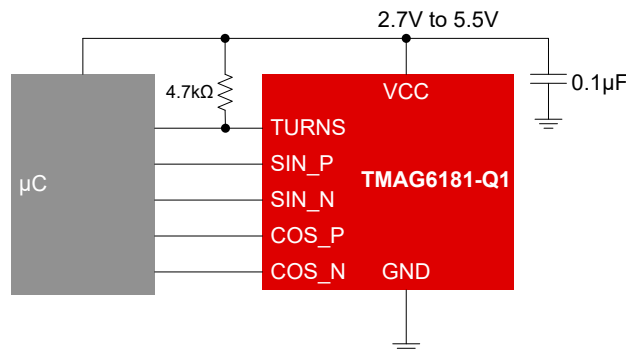 2.7V to 5.5V
0.1µF
4.7kΩ
VCC
TURNS
SIN_P
µC
TMAG6181-Q1
SIN_N
COS_P
COS_N
GND